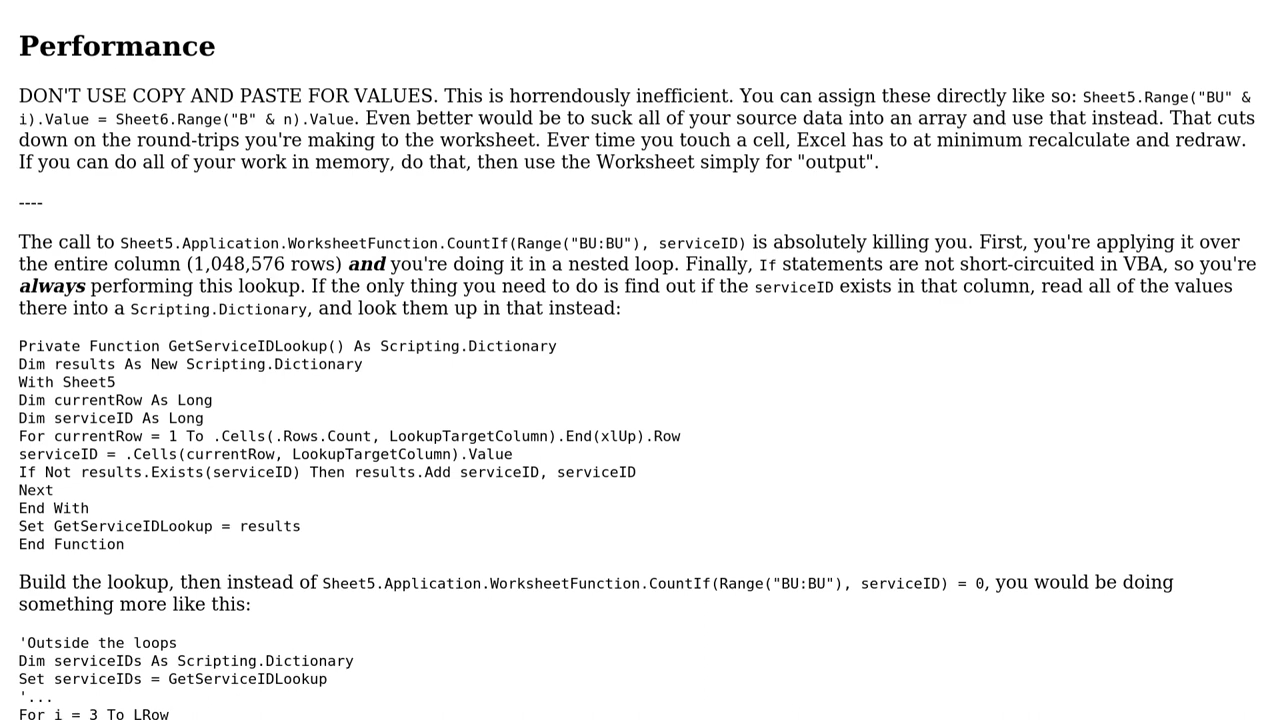 Performance
DON'T USE COPY AND PASTE FOR VALUES. This is horrendously inefficient. You can assign these directly like so: Sheet5.Range("BU" &
i).Value = Sheet6.Range("B" & n).Value. Even better would be to suck all of your source data into an array and use that instead. That cuts
down on the round-trips you're making to the worksheet. Ever time you touch a cell, Excel has to at minimum recalculate and redraw.
If you can do all of your work in memory, do that, then use the Worksheet simply for "output".
----
The call to Sheet5.Application.WorksheetFunction.CountIf(Range("BU:BU"), serviceID) is absolutely killing you. First, you're applying it over
the entire column (1,048,576 rows) and you're doing it in a nested loop. Finally, If statements are not short-circuited in VBA, so you're
always performing this lookup. If the only thing you need to do is find out if the serviceID exists in that column, read all of the values
there into a Scripting.Dictionary, and look them up in that instead:
Private Function GetServiceIDLookup() As Scripting.Dictionary
Dim results As New Scripting.Dictionary
With Sheet5
Dim currentRow As Long
Dim serviceID As Long
For currentRow = 1 To .Cells(.Rows.Count, LookupTargetColumn).End(xlUp).Row
serviceID = .Cells(currentRow, LookupTargetColumn).Value
If Not results.Exists(serviceID) Then results.Add serviceID, serviceID
Next
End With
Set GetServiceIDLookup = results
End Function
Build the lookup, then instead of Sheet5.Application.WorksheetFunction.CountIf(Range("BU:BU"), serviceID) = 0, you would be doing
something more like this:
'Outside the loops
Dim serviceIDs As Scripting.Dictionary
Set serviceIDs = GetServiceIDLookup
'...
For i = 3 To LRow